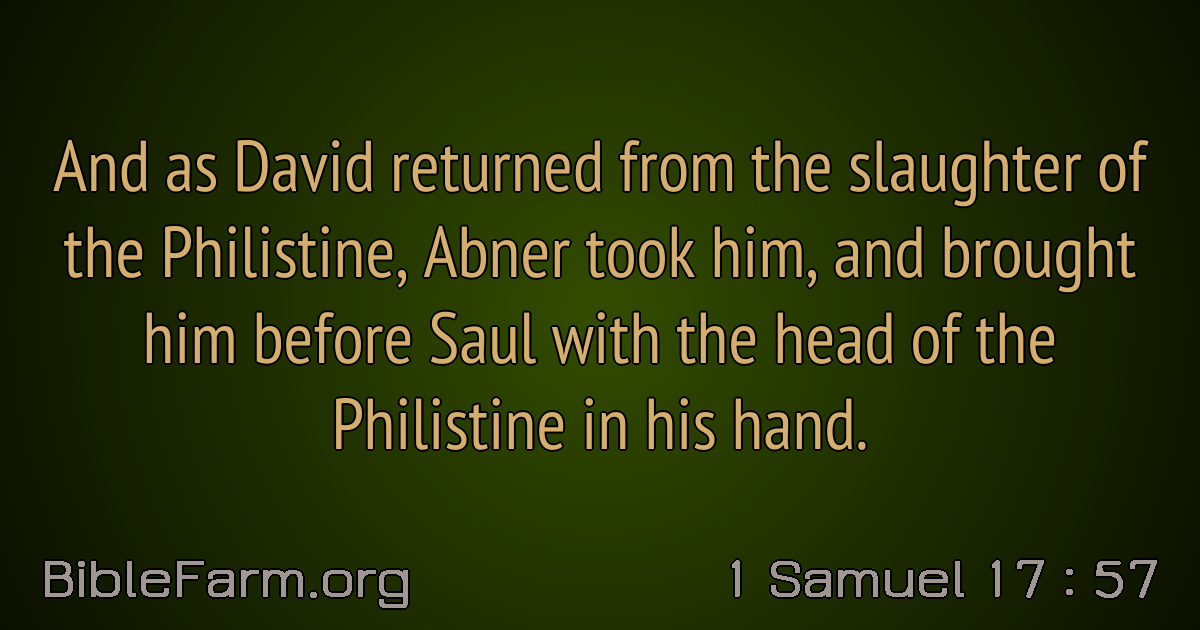 And as David returned from the slaughter of
the Philistine, Abner took him, and brought
him before Saul with the head of the
Philistine in his hand.
BibleFarm.org
1 Samuel 17 : 57